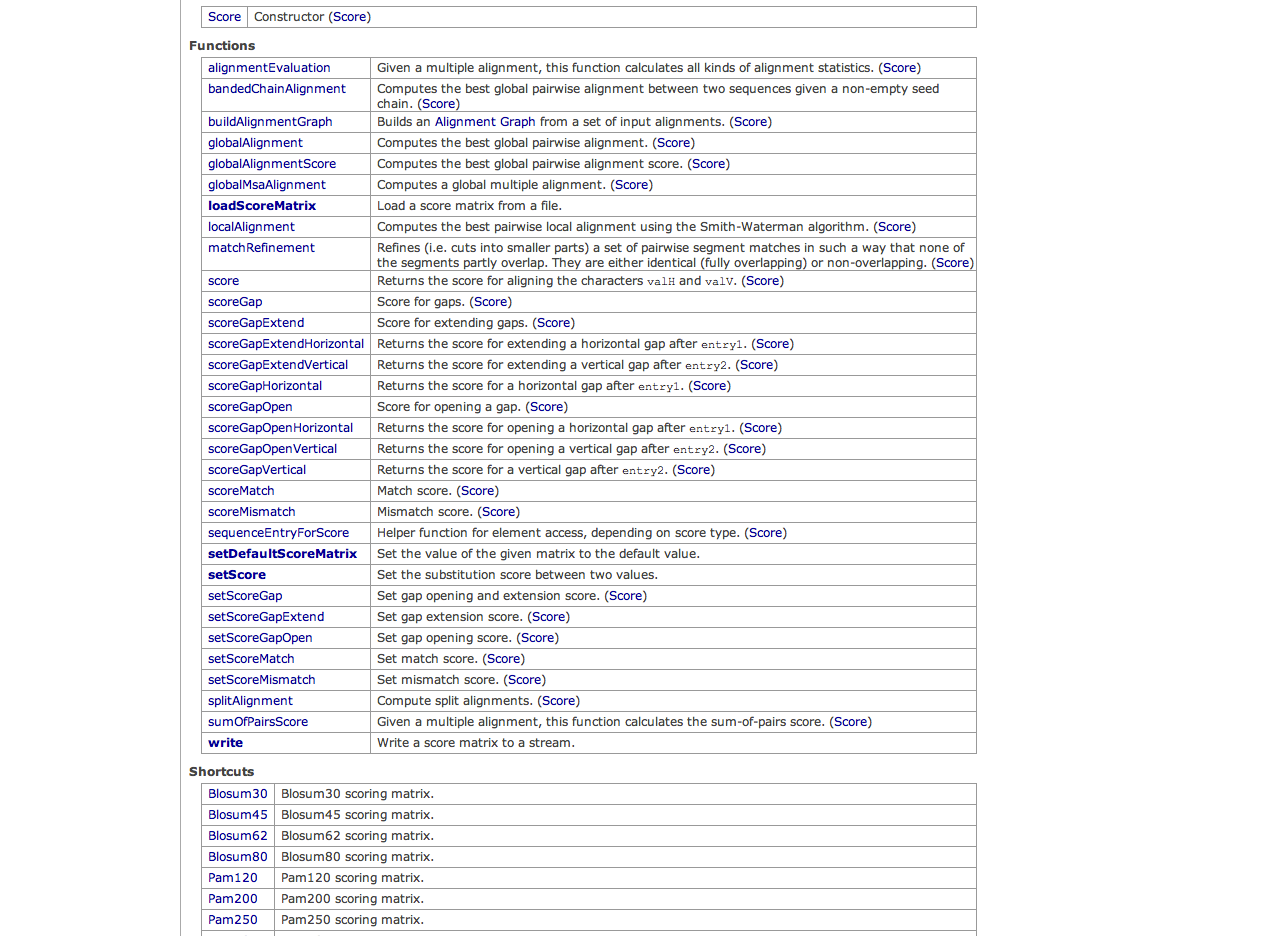 Score Constructor (Score)
Functions
alignmentEvaluation Given a multiple alignment, this function calculates all kinds of alignment statistics. (Score)
bandedChainAlignment Computes the best global pairwise alignment between two sequences given a non-empty seed
chain. (Score)
buildAlignmentGraph Builds an Alignment Graph from a set of input alignments. (Score)
globalAlignment Computes the best global pairwise alignment. (Score)
globalAlignmentScore Computes the best global pairwise alignment score. (Score)
globalMsaAlignment Computes a global multiple alignment. (Score)
loadScoreMatrix Load a score matrix from a file.
localAlignment Computes the best pairwise local alignment using the Smith-Waterman algorithm. (Score)
matchRefinement Refines (i.e. cuts into smaller parts) a set of pairwise segment matches in such a way that none of
the segments partly overlap. They are either identical (fully overlapping) or non-overlapping. (Score)
score Returns the score for aligning the characters valH and valV. (Score)
scoreGap Score for gaps. (Score)
scoreGapExtend Score for extending gaps. (Score)
scoreGapExtendHorizontal Returns the score for extending a horizontal gap after entry1. (Score)
scoreGapExtendVertical Returns the score for extending a vertical gap after entry2. (Score)
scoreGapHorizontal Returns the score for a horizontal gap after entry1. (Score)
scoreGapOpen Score for opening a gap. (Score)
scoreGapOpenHorizontal Returns the score for opening a horizontal gap after entry1. (Score)
scoreGapOpenVertical Returns the score for opening a vertical gap after entry2. (Score)
scoreGapVertical Returns the score for a vertical gap after entry2. (Score)
scoreMatch Match score. (Score)
scoreMismatch Mismatch score. (Score)
sequenceEntryForScore Helper function for element access, depending on score type. (Score)
setDefaultScoreMatrix Set the value of the given matrix to the default value.
setScore Set the substitution score between two values.
setScoreGap Set gap opening and extension score. (Score)
setScoreGapExtend Set gap extension score. (Score)
setScoreGapOpen Set gap opening score. (Score)
setScoreMatch Set match score. (Score)
setScoreMismatch Set mismatch score. (Score)
splitAlignment Compute split alignments. (Score)
sumOfPairsScore Given a multiple alignment, this function calculates the sum-of-pairs score. (Score)
write Write a score matrix to a stream.
Shortcuts
Blosum30 Blosum30 scoring matrix.
Blosum45 Blosum45 scoring matrix.
Blosum62 Blosum62 scoring matrix.
Blosum80 Blosum80 scoring matrix.
Pam120 Pam120 scoring matrix.
Pam200 Pam200 scoring matrix.
Pam250 Pam250 scoring matrix.